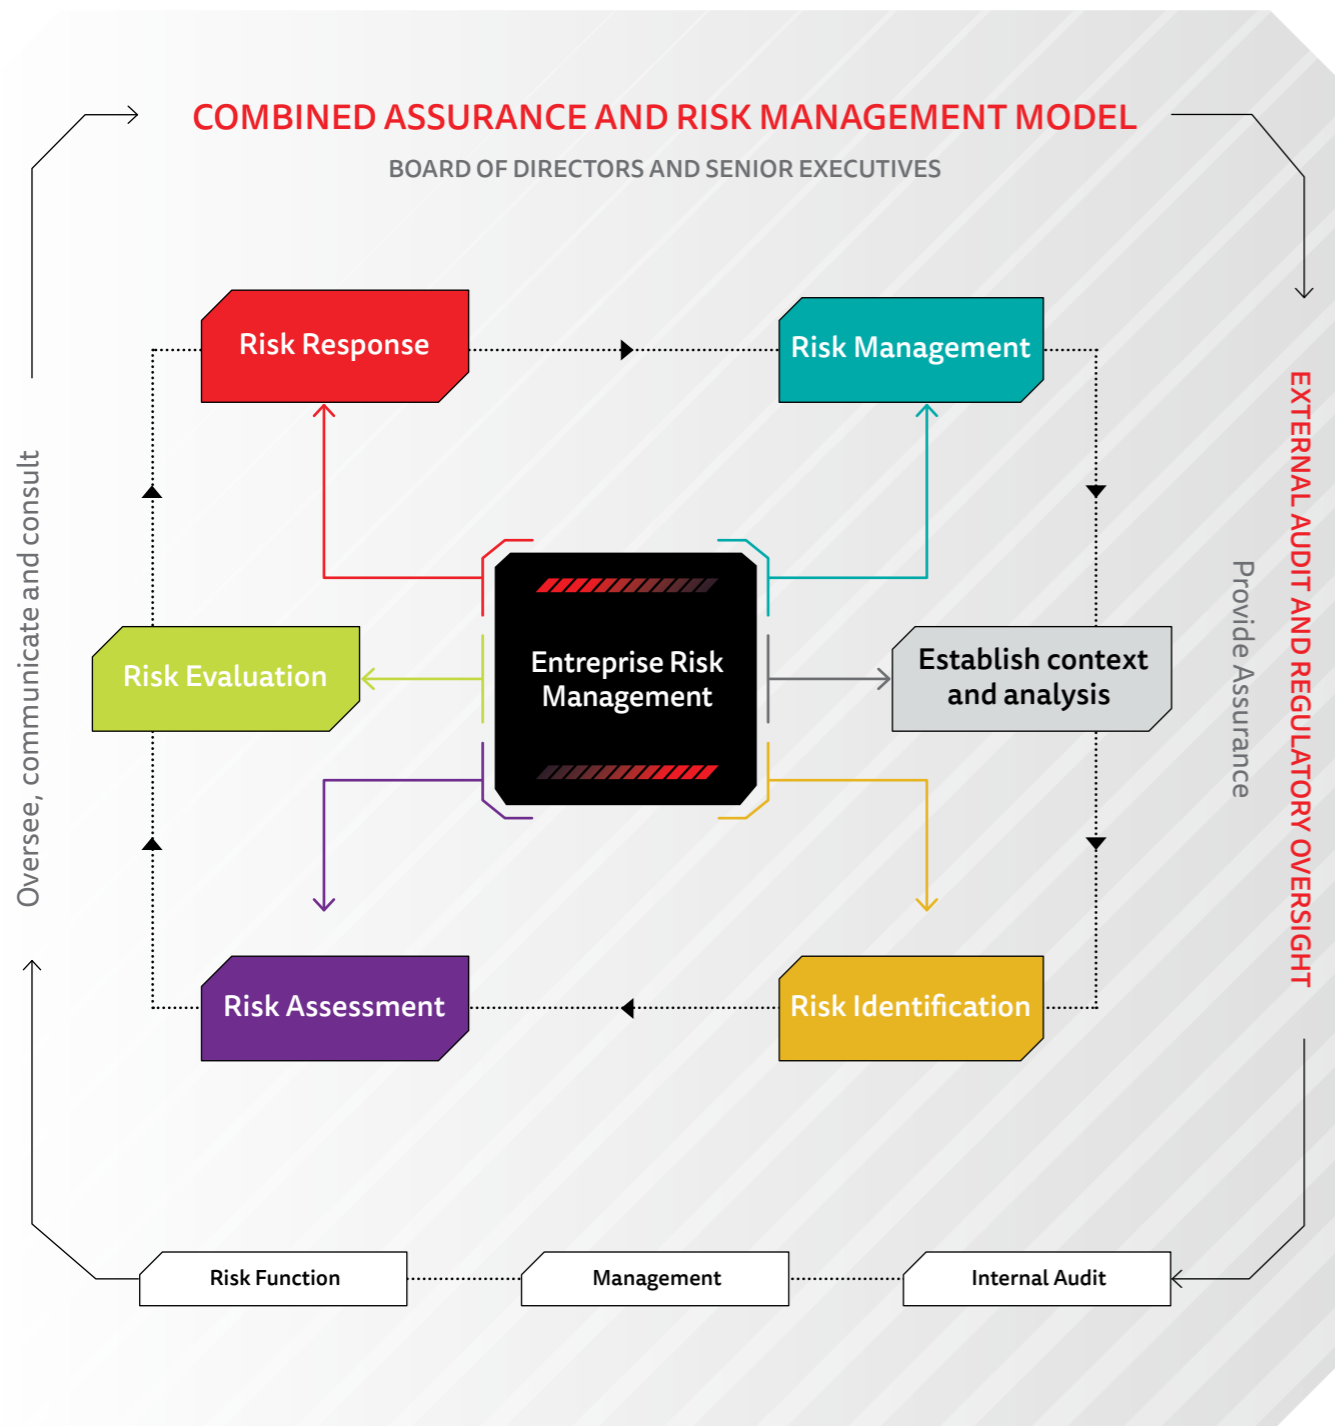 COMBINED ASSURANCE AND RISK MANAGEMENT MODEL
BOARD OF DIRECTORS AND SENIOR EXECUTIVES
Risk Response
Risk Management
Oversee, communicate and consult
EXTERNAL AUDIT AND REGULATORY OVERSIGHT
Provide Assurance
Risk Evaluation
Entreprise Risk
Management
Establish context
and analysis
Risk Assessment
Risk Identification
Risk Function
Management
Internal Audit